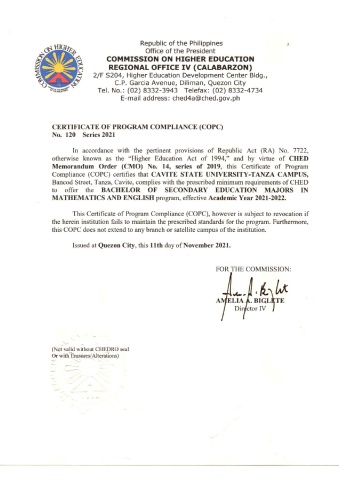 Republic of the Philippines
Office of the President
COMMISSION ON HIGHER EDUCATION
REGIONAL OFFICE IV (CALABARZON)
2/F S204, Higher Education Development Center Bldg.,
C.P. Garcia Avenue, Diliman, Quezon City
Tel. No.: (02) 8332-3943 Telefax: (02) 8332-4734
E-mail address: ched4a@ched.gov.ph
COMMISSION ON HIGHER EDUCATION
CERTIFICATE OF PROGRAM COMPLIANCE (COPC)
No. 120 Series 2021
In accordance with the pertinent provisions of Republic Act (RA) No. 7722,
otherwise known as the "Higher Education Act of 1994," and by virtue of CHED
Memorandum Order (CMO) No. 14, series of 2019, this Certificate of Program
Compliance (COPC) certifies that CAVITE STATE UNIVERSITY-TANZA CAMPUS,
Bancod Street, Tanza, Cavite, complies with the prescribed minimum requirements of CHED
to offer the BACHELOR OF SECONDARY EDUCATION MAJORS IN
MATHEMATICS AND ENGLISH program, effective Academic Year 2021-2022.
This Certificate of Program Compliance (COPC), however is subject to revocation if
the herein institution fails to maintain the prescribed standards for the program. Furthermore,
this COPC does not extend to any branch or satellite campus of the institution.
Issued at Quezon City, this 11th day of November 2021.
FOR THE COMMISSION:
AMELIA A. BIGLETE
Director IV
(Not valid without CHEDRO seal
Or with Erasures/Alterations)